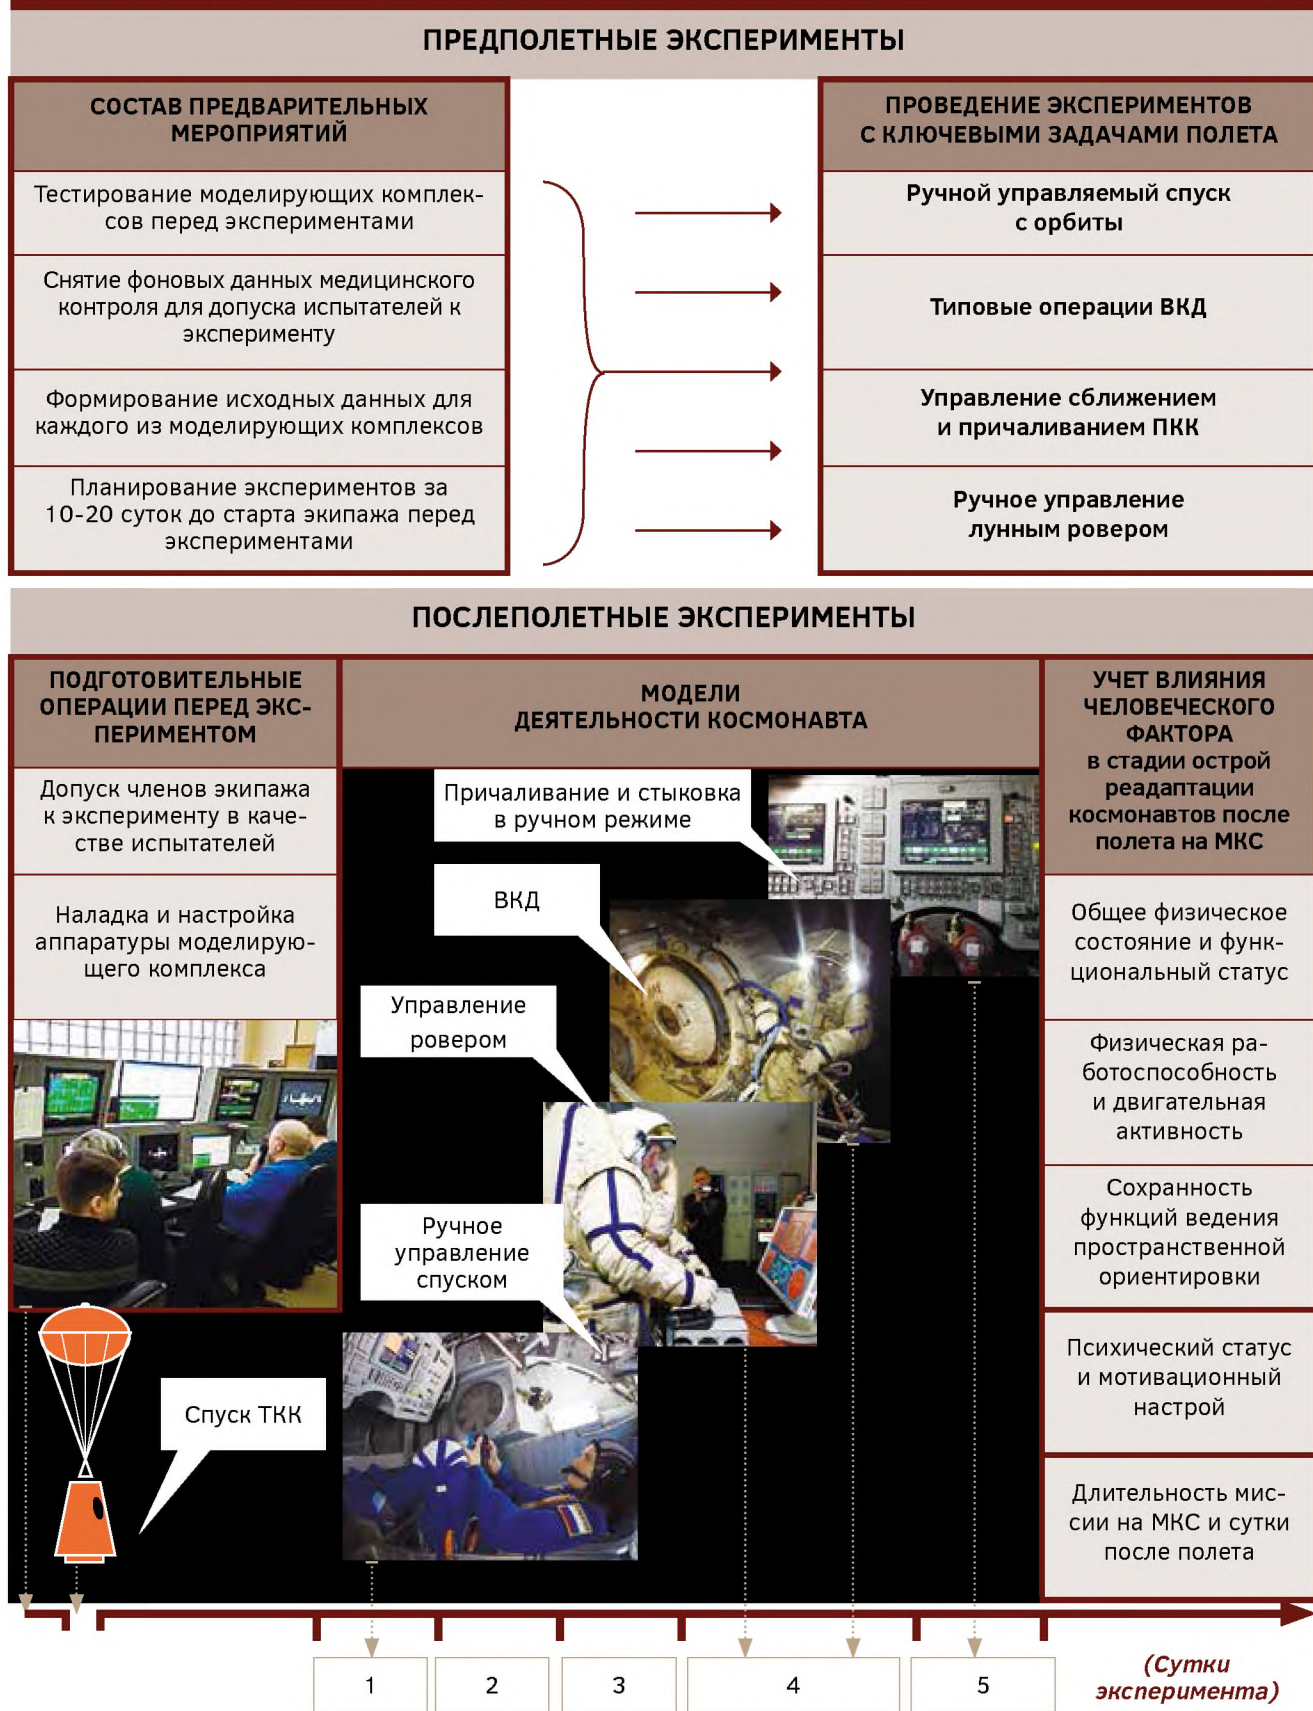 ПРЕДПОЛЕТНЫЕ ЭКСПЕРИМЕНТЫ
СОСТАВ ПРЕДВАРИТЕЛЬНЫХ
МЕРОПРИЯТИЙ
Тестирование моделирующих комплек-
сов перед экспериментами
Снятие фоновых данных медицинского
контроля для допуска испытателей к
эксперименту
Формирование исходных данных для
каждого из моделирующих комплексов
Планирование экспериментов за
10-20 суток до старта экипажа перед
экспериментами
ПРОВЕДЕНИЕ ЭКСПЕРИМЕНТОВ
С КЛЮЧЕВЫМИ ЗАДАЧАМИ ПОЛЕТА
Ручной управляемый спуск
с орбиты
Типовые операции ВКД
Управление сближением
и причаливанием ПКК
Ручное управление
лунным ровером
ПОСЛЕПОЛЕТНЫЕ ЭКСПЕРИМЕНТЫ
ПОДГОТОВИТЕЛЬНЫЕ
ОПЕРАЦИИ ПЕРЕД ЭКС-
ПЕРИМЕНТОМ
Допуск членов экипажа
к эксперименту в каче-
стве испытателей
Наладка и настройка
аппаратуры моделирую-
щего комплекса
МОДЕЛИ
ДЕЯТЕЛЬНОСТИ КОСМОНАВТА
Причаливание и стыковка
в ручном режиме
ВКД
Управление
ровером
Ручное
управление
спуском
Спуск ТКК
УЧЕТ ВЛИЯНИЯ
ЧЕЛОВЕЧЕСКОГО
ФАКТОРА
в стадии острой
реадаптации
космонавтов после
полета на МКС
Общее физическое
состояние и функ-
циональный статус
Физическая ра-
ботоспособность
и двигательная
активность
Сохранность
функций ведения
пространственной
ориентировки
Психический статус
и мотивационный
настрой
Длительность мис-
сии на МКС и сутки
после полета
1
2
3
4
5
(Сутки
эксперимента)